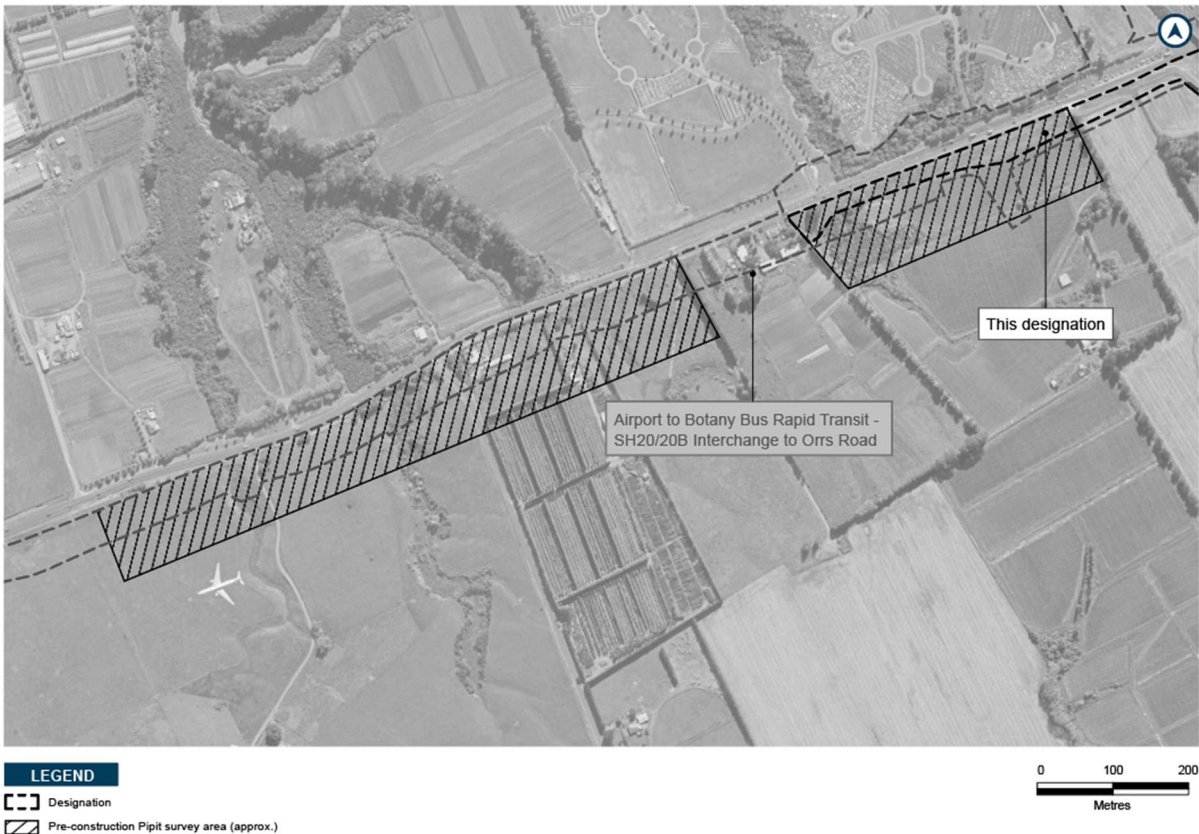 This designation
Airport to Botany Bus Rapid Transit -
SH20/20B Interchange to Orrs Road
LEGEND
Designation
Pre-construction Pipit survey area (approx.)
0 100 200
Metres